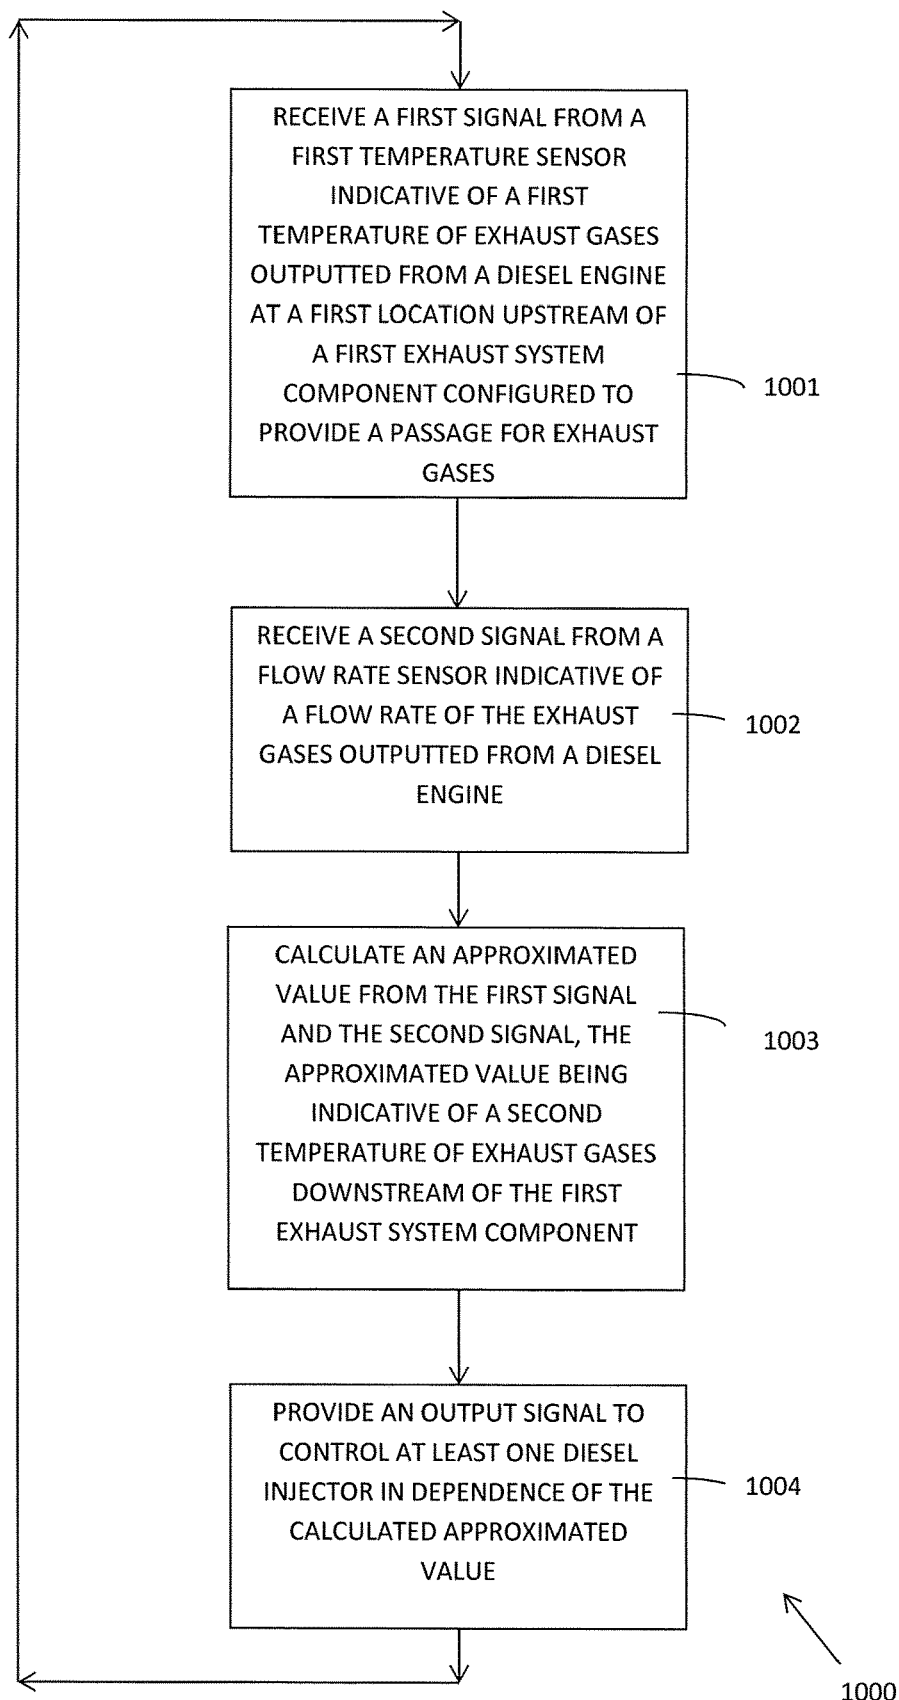 RECEIVE A FIRST SIGNAL FROM A
FIRST TEMPERATURE SENSOR
INDICATIVE OF A FIRST
TEMPERATURE OF EXHAUST GASES
OUTPUTTED FROM A DIESEL ENGINE
AT A FIRST LOCATION UPSTREAM OF
A FIRST EXHAUST SYSTEM
COMPONENT CONFIGURED TO
PROVIDE A PASSAGE FOR EXHAUST
GASES
1001
RECEIVE A SECOND SIGNAL FROM A
FLOW RATE SENSOR INDICATIVE OF
A FLOW RATE OF THE EXHAUST
GASES OUTPUTTED FROM A DIESEL
ENGINE
1002
CALCULATE AN APPROXIMATED
VALUE FROM THE FIRST SIGNAL
AND THE SECOND SIGNAL, THE
APPROXIMATED VALUE BEING
INDICATIVE OF A SECOND
TEMPERATURE OF EXHAUST GASES
DOWNSTREAM OF THE FIRST
EXHAUST SYSTEM COMPONENT
1003
PROVIDE AN OUTPUT SIGNAL TO
CONTROL AT LEAST ONE DIESEL
INJECTOR IN DEPENDENCE OF THE
CALCULATED APPROXIMATED
VALUE
1004
1000